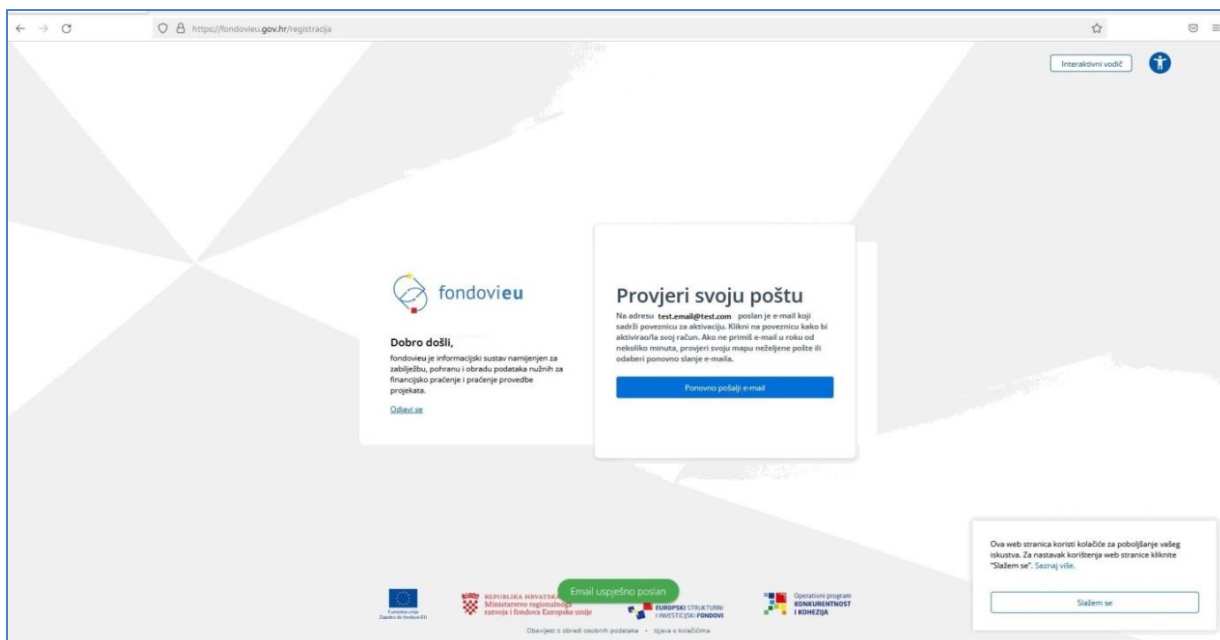 https://fondovieu.gov.hr/registracija
Interaktivni vodič
fondovieu
Dobro došli,
fondovieu je informacijski sustav namijenjen za
zabilježbu, pohranu i obradu podataka nužnih za
financijsko praćenje i praćenje provedbe
projekata.
Odjavi se
Provjeri svoju poštu
Na adresu test.email@test.com poslan je e-mail koji
sadrži poveznicu za aktivaciju. Klikni na poveznicu kako bi
aktivirao/la svoj račun. Ako ne primiš e-mail u roku od
nekoliko minuta, provjeri svoju mapu neželjene pošte ili
odaberi ponovno slanje e-maila.
Ponovno pošalji e-mail
Ova web stranica koristi kolačiće za poboljšanje vašeg
iskustva. Za nastavak korištenja web stranice kliknite
"Slažem se". Saznaj više.
Slažem se
Email uspješno poslan
Europska unija
Zajedno do fondova EU
REPUBLIKA HRVATSKA
Ministarstvo regionalnoga
razvoja i fondova Europske unije
EUROPSKI STRUKTURNI
I INVESTICIJSKI FONDOVI
Operativni program
KONKURENTNOST
I KOHEZIJA
Obavijest o obradi osobnih podataka • Izjava o kolačićima